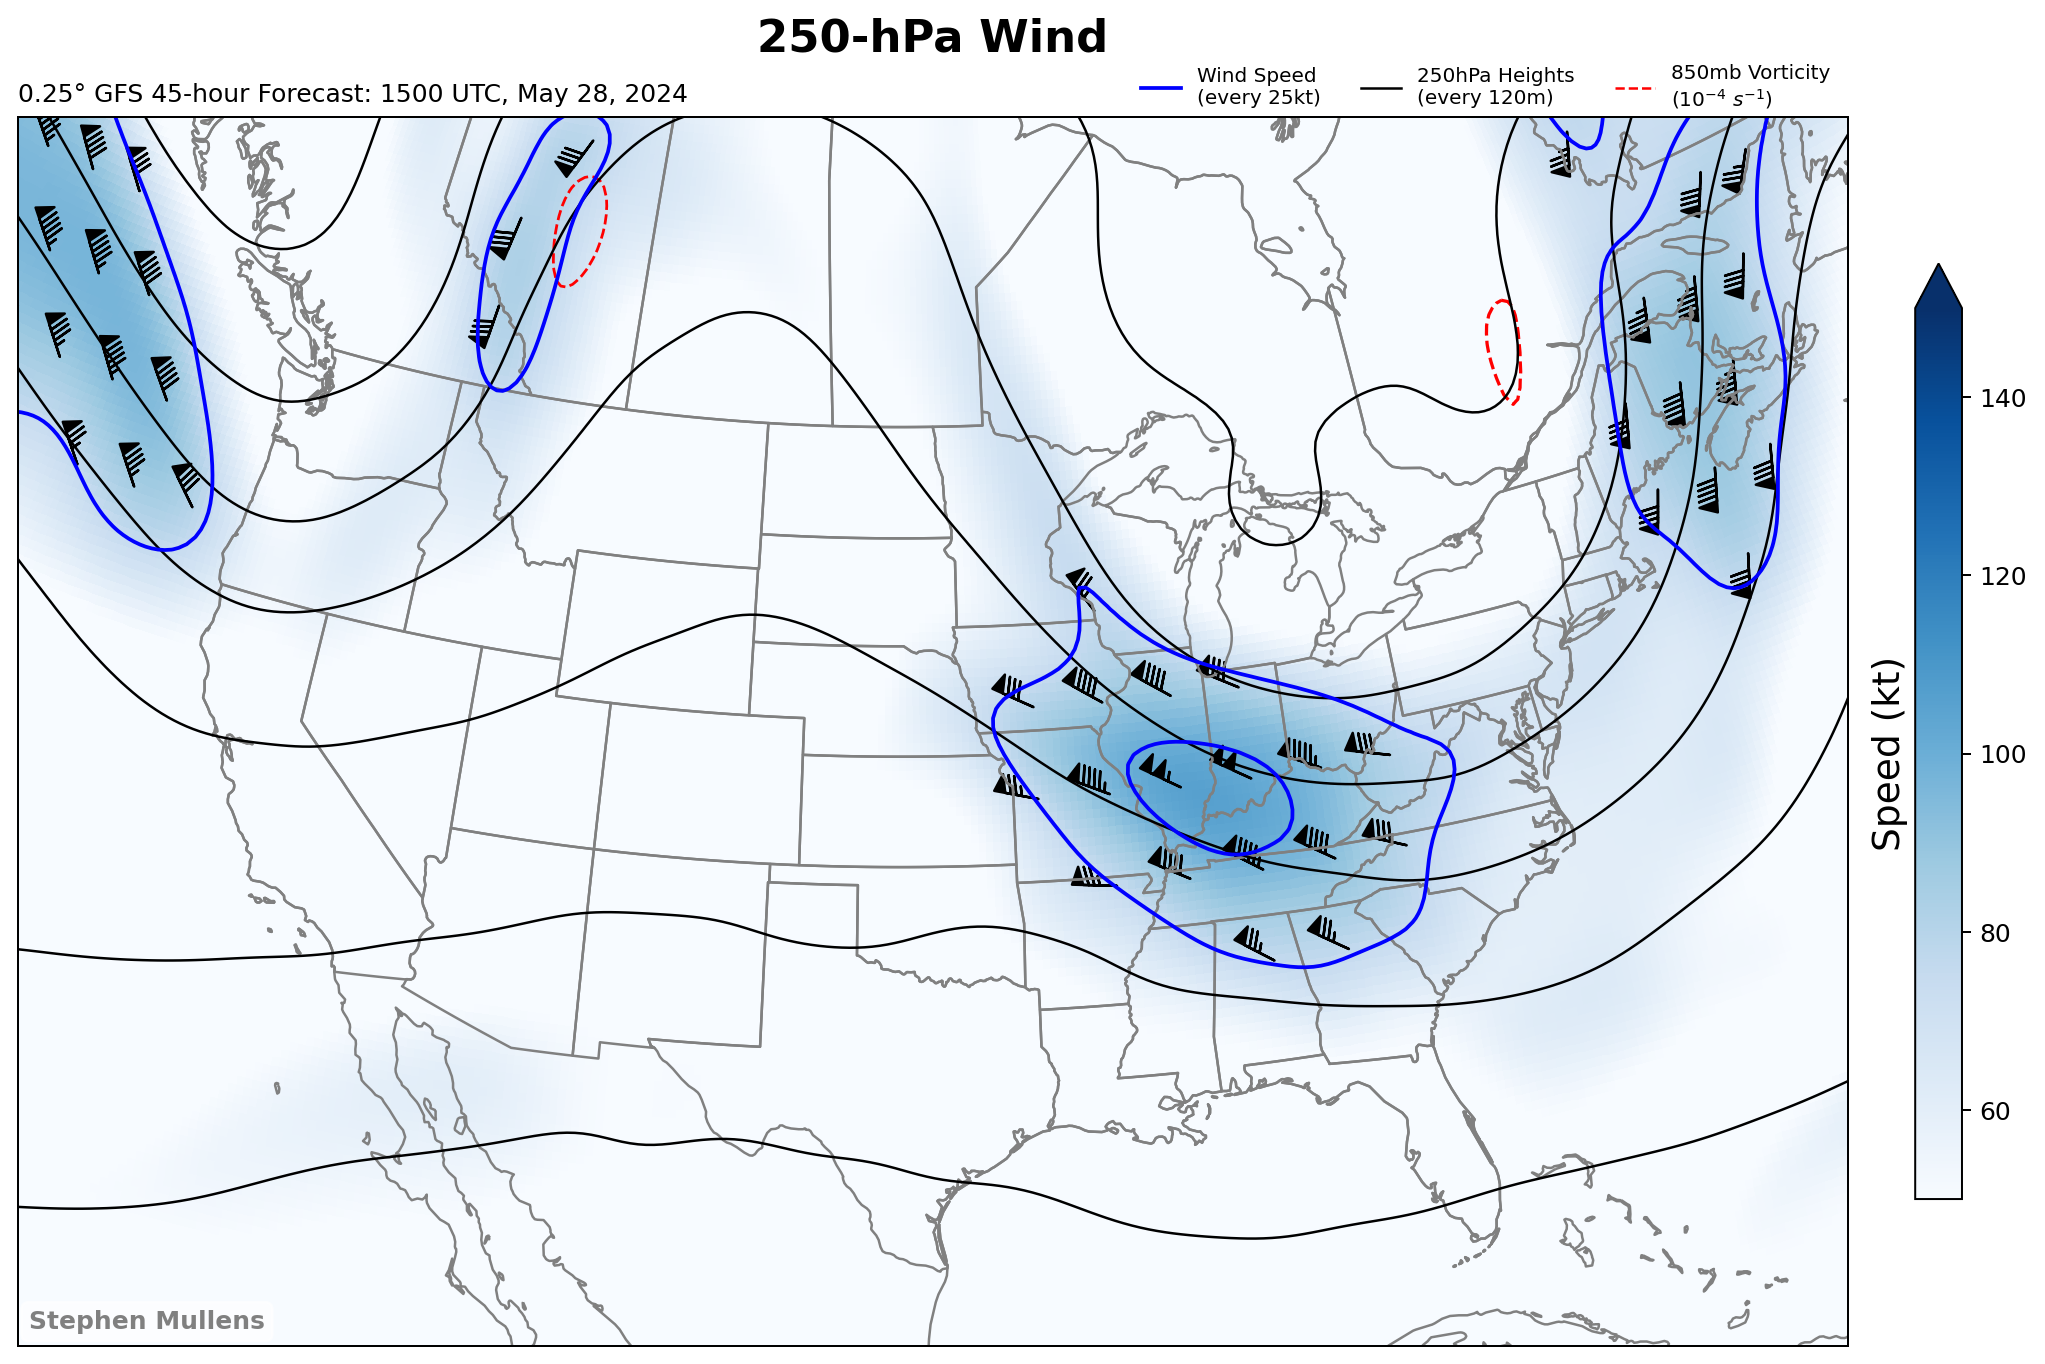 250-hPa Wind
0.25° GFS 45-hour Forecast: 1500 UTC, May 28, 2024
Wind Speed
(every 25kt)
250hPa Heights
(every 120m)
850mb Vorticity
(10⁻⁴ s⁻¹)
140
120
100
80
60
Speed (kt)
Stephen Mullens